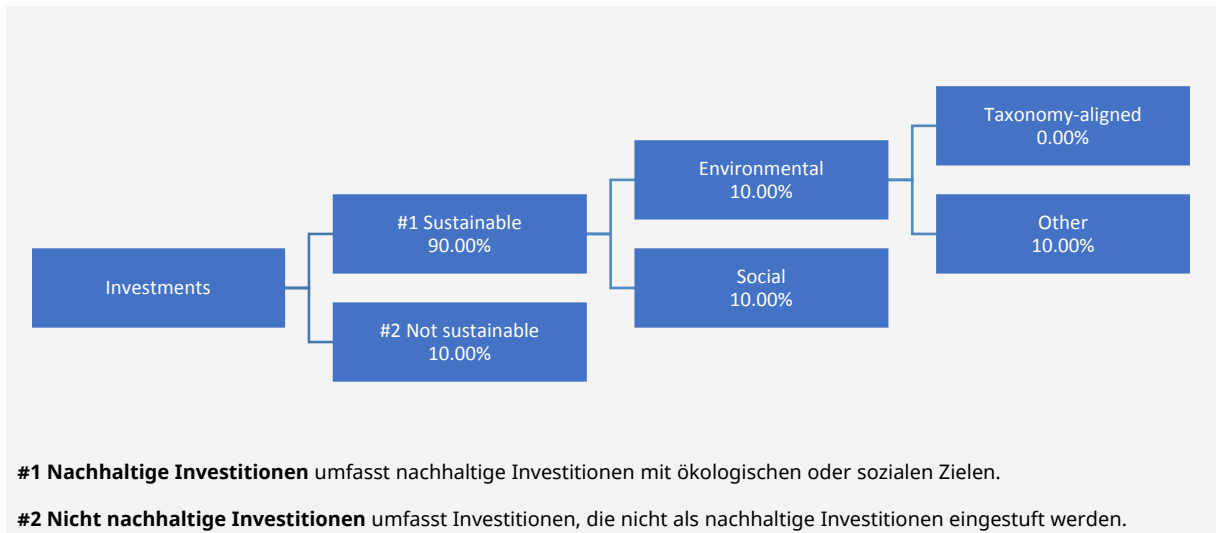 Taxonomy-aligned
0.00%
Environmental
10.00%
#1 Sustainable
90.00%
Other
10.00%
Investments
Social
10.00%
#2 Not sustainable
10.00%
#1 Nachhaltige Investitionen umfasst nachhaltige Investitionen mit ökologischen oder sozialen Zielen.
#2 Nicht nachhaltige Investitionen umfasst Investitionen, die nicht als nachhaltige Investitionen eingestuft werden.